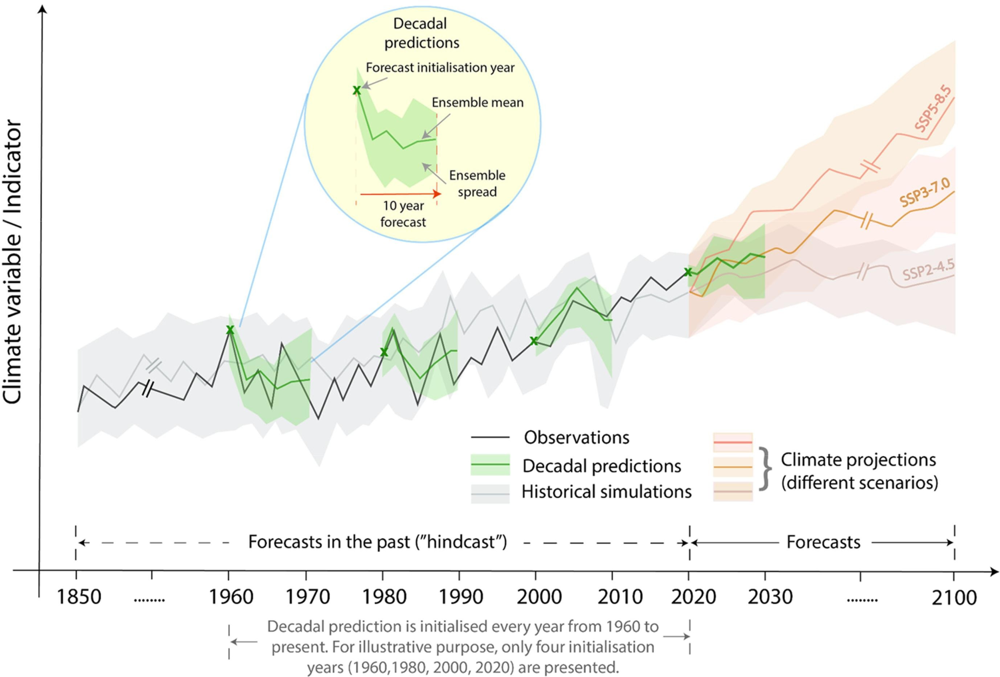 Climate variable / Indicator
Decadal
predictions
Forecast initialisation year
Ensemble mean
Ensemble
spread
10 year
forecast
SSP5-8.5
SSP3-7.0
SSP2-4.5
x
x
x
x
x
Observations
Decadal predictions
Historical simulations
Climate projections
(different scenarios)
Forecasts in the past ("hindcast")
Forecasts
1850 ........ 1960 1970 1980 1990 2000 2010 2020 2030 ........ 2100
Decadal prediction is initialised every year from 1960 to
present. For illustrative purpose, only four initialisation
years (1960,1980, 2000, 2020) are presented.